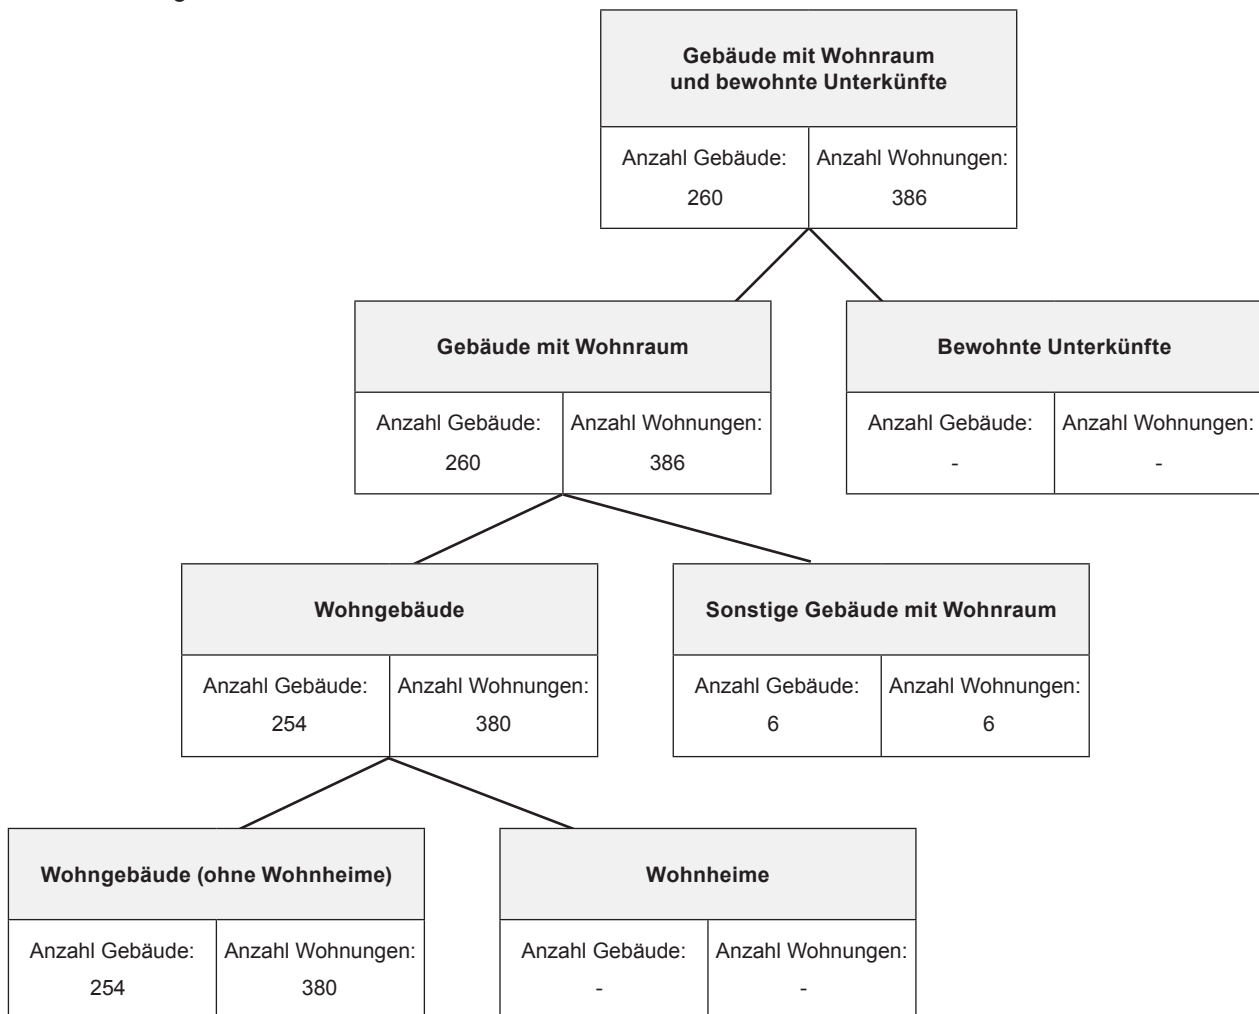 Gebäude mit Wohnraum
und bewohnte Unterkünfte
Anzahl Gebäude: Anzahl Wohnungen:
260 386
Gebäude mit Wohnraum Bewohnte Unterkünfte
Anzahl Gebäude: Anzahl Wohnungen: Anzahl Gebäude: Anzahl Wohnungen:
260 386 - -
Wohngebäude Sonstige Gebäude mit Wohnraum
Anzahl Gebäude: Anzahl Wohnungen: Anzahl Gebäude: Anzahl Wohnungen:
254 380 6 6
Wohngebäude (ohne Wohnheime) Wohnheime
Anzahl Gebäude: Anzahl Wohnungen: Anzahl Gebäude: Anzahl Wohnungen:
254 380 - -